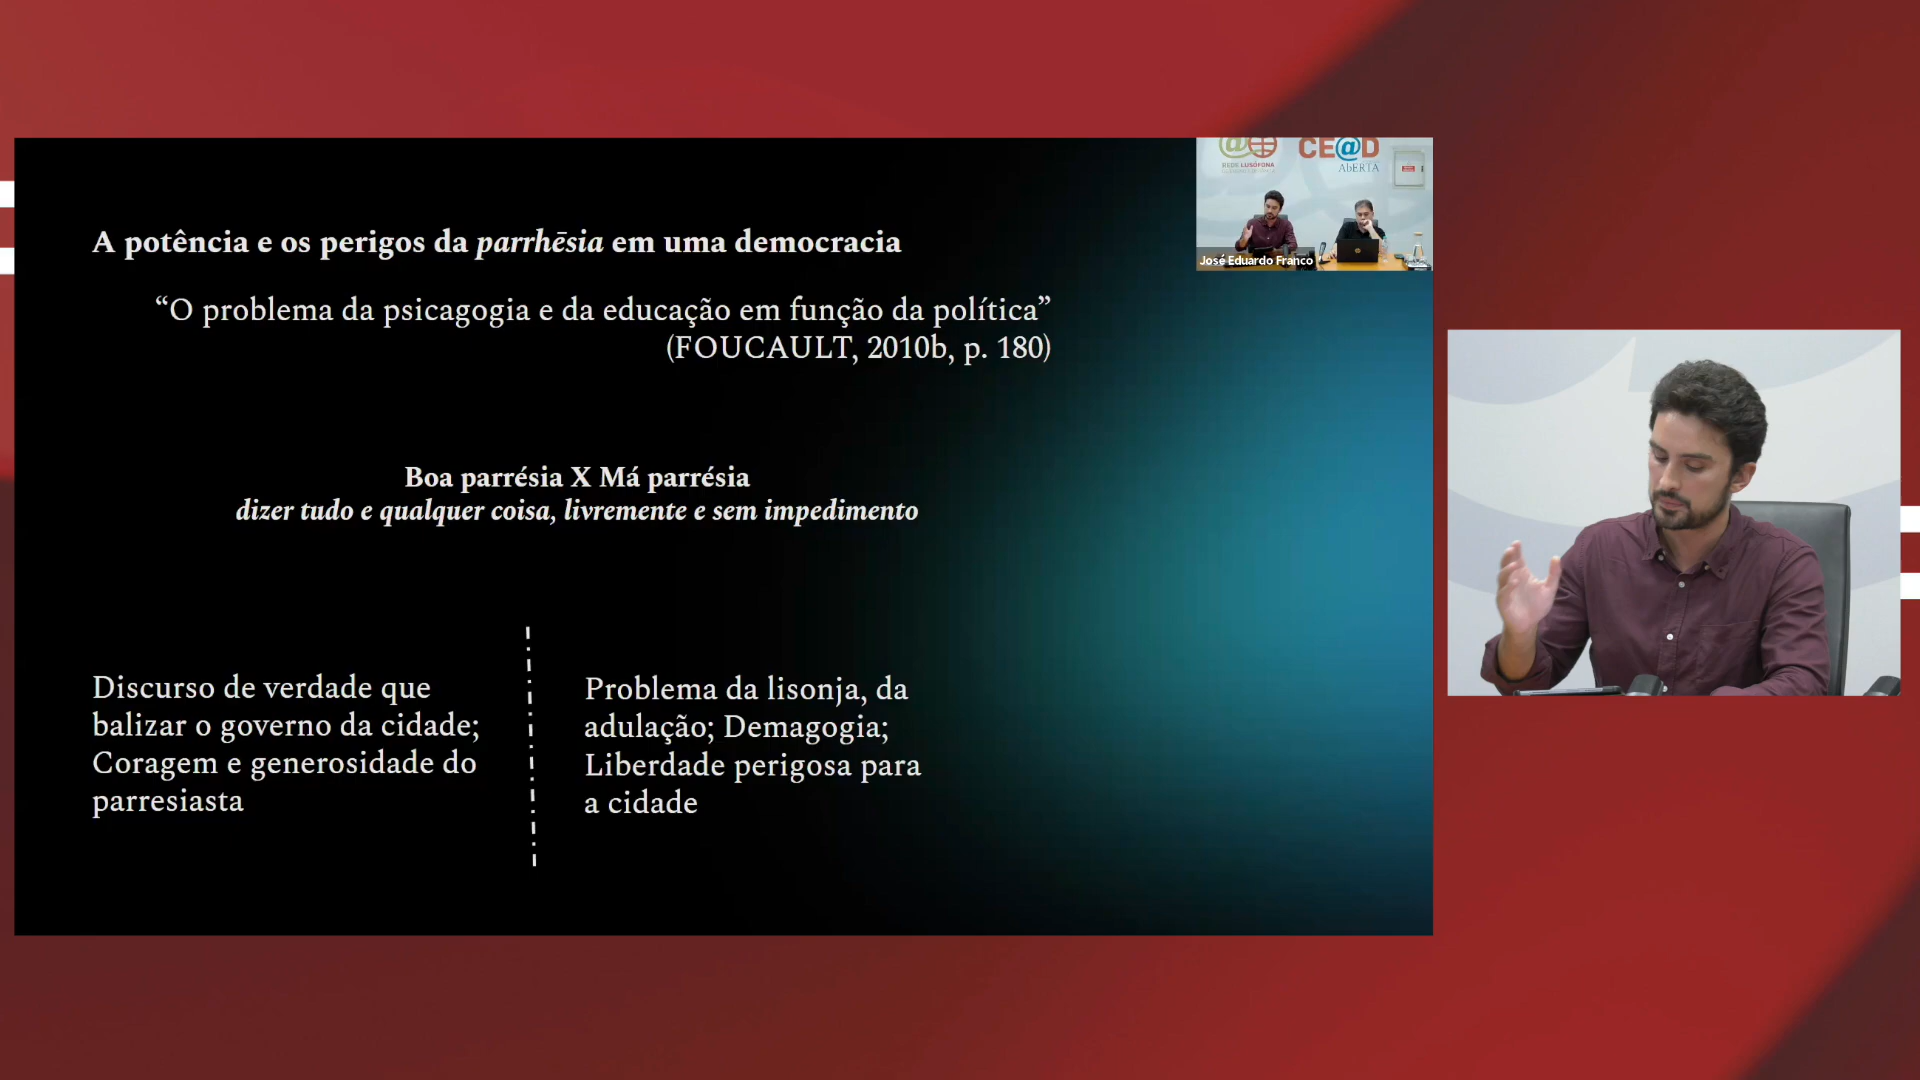 A potência e os perigos da parrhēsia em uma democracia
“O problema da psicagogia e da educação em função da política”
(FOUCAULT, 2010b, p. 180)
Boa parrésia X Má parrésia
dizer tudo e qualquer coisa, livremente e sem impedimento
Discurso de verdade que
balizar o governo da cidade;
Coragem e generosidade do
parresiasta
Problema da lisonja, da
adulação; Demagogia;
Liberdade perigosa para
a cidade
REDE LUSÓFONA
CE@D
AbERTA
José Eduardo Franco